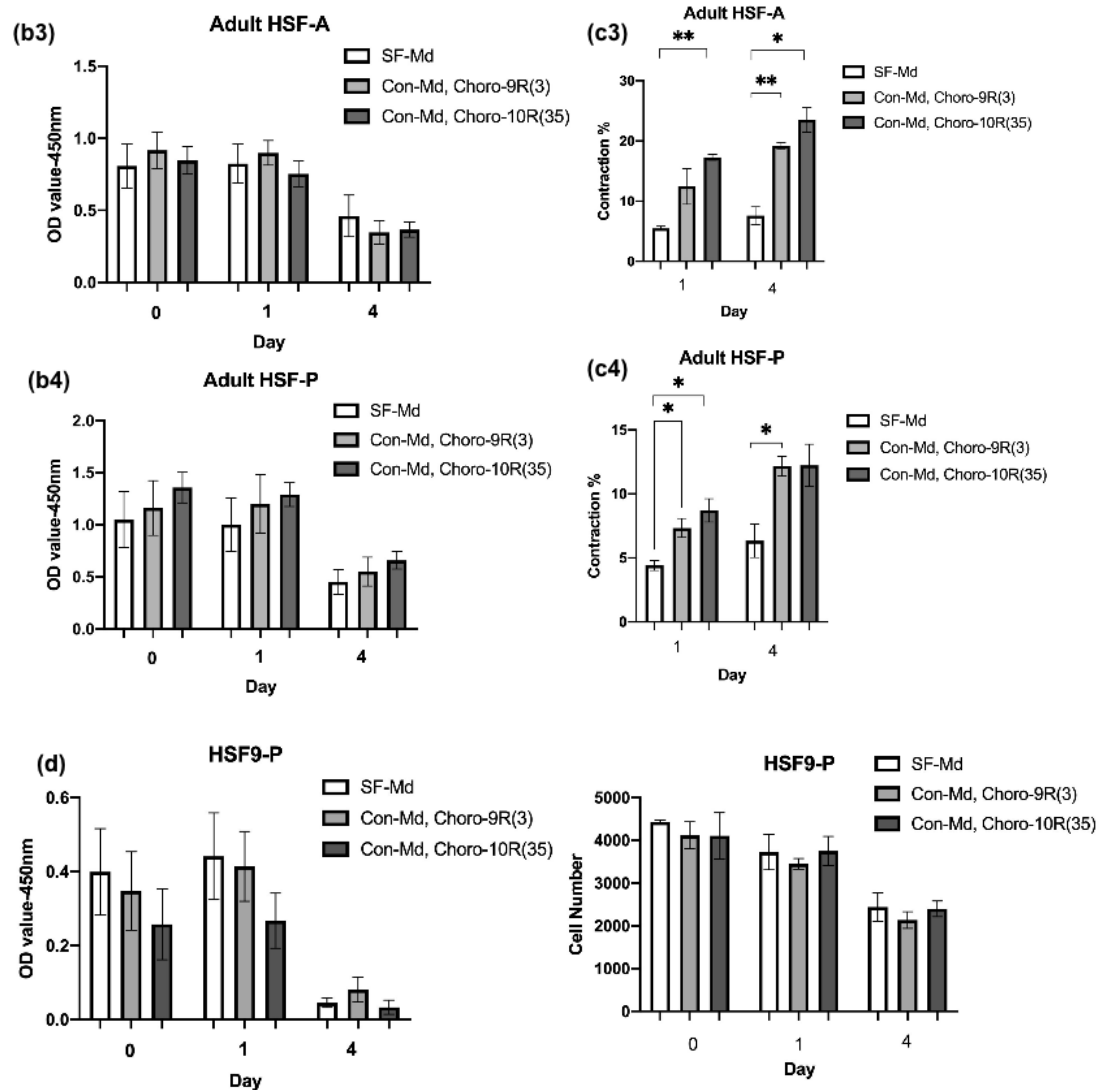 (b3)
Adult HSF-A
SF-Md
Con-Md, Choro-9R(3)
Con-Md, Choro-10R(35)
OD value-450nm
1.5
1.0
0.5
0.0
0 1 4
Day
(c3)
Adult HSF-A
** *
**
SF-Md
Con-Md, Choro-9R(3)
Con-Md, Choro-10R(35)
Contraction %
30
20
10
0
1 4
Day
(b4)
Adult HSF-P
SF-Md
Con-Md, Choro-9R(3)
Con-Md, Choro-10R(35)
OD value-450nm
2.0
1.5
1.0
0.5
0.0
0 1 4
Day
(c4)
Adult HSF-P
*
* *
SF-Md
Con-Md, Choro-9R(3)
Con-Md, Choro-10R(35)
Contraction %
15
10
5
0
1 4
Day
(d)
HSF9-P
SF-Md
Con-Md, Choro-9R(3)
Con-Md, Choro-10R(35)
OD value-450nm
0.6
0.4
0.2
0.0
0 1 4
Day
HSF9-P
SF-Md
Con-Md, Choro-9R(3)
Con-Md, Choro-10R(35)
Cell Number
5000
4000
3000
2000
1000
0
0 1 4
Day